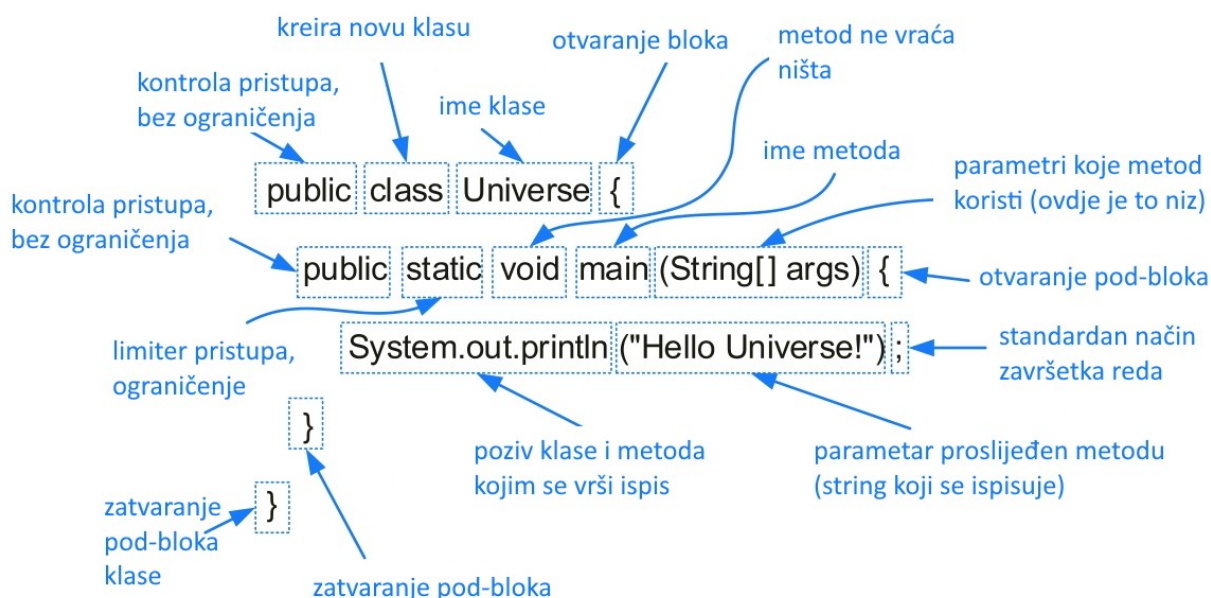 kreira novu klasu
otvaranje bloka
metod ne vraća
ništa
kontrola pristupa,
bez ograničenja
ime klase
ime metoda
parametri koje metod
koristi (ovdje je to niz)
public class Universe {
kontrola pristupa,
bez ograničenja
public static void main (String[] args) {
otvaranje pod-bloka
limiter pristupa,
ograničenje
System.out.println ("Hello Universe!") ;
standardan način
završetka reda
}
poziv klase i metoda
kojim se vrši ispis
parametar proslijeđen metodu
(string koji se ispisuje)
}
zatvaranje
pod-bloka
klase
zatvaranje pod-bloka